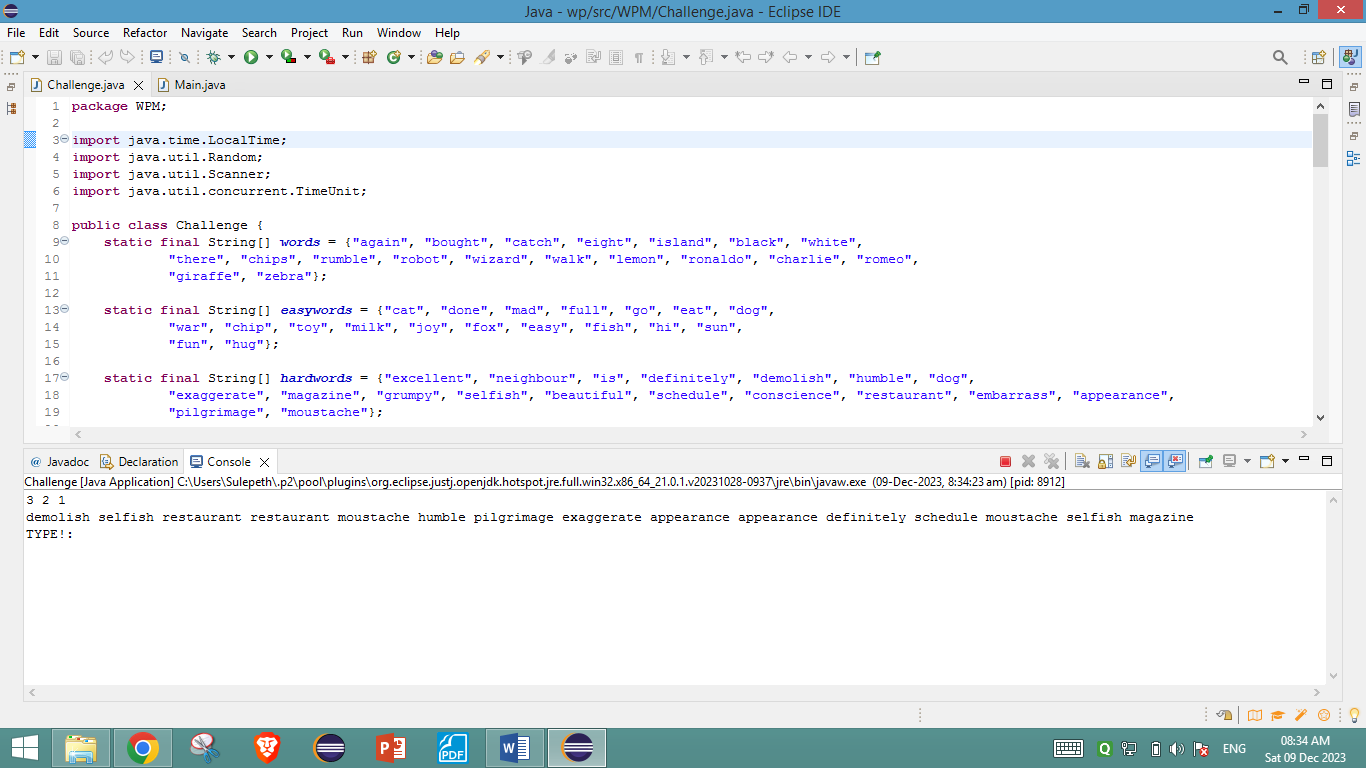 Java - wp/src/WPM/Challenge.java - Eclipse IDE
File Edit Source Refactor Navigate Search Project Run Window Help
Challenge.java Main.java
1 package WPM;
2
3 import java.time.LocalTime;
4 import java.util.Random;
5 import java.util.Scanner;
6 import java.util.concurrent.TimeUnit;
7
8 public class Challenge {
9 static final String[] words = {"again", "bought", "catch", "eight", "island", "black", "white",
10 "there", "chips", "rumble", "robot", "wizard", "walk", "lemon", "ronaldo", "charlie", "romeo",
11 "giraffe", "zebra"};
12
13 static final String[] easywords = {"cat", "done", "mad", "full", "go", "eat", "dog",
14 "war", "chip", "toy", "milk", "joy", "fox", "easy", "fish", "hi", "sun",
15 "fun", "hug"};
16
17 static final String[] hardwords = {"excellent", "neighbour", "is", "definitely", "demolish", "humble", "dog",
18 "exaggerate", "magazine", "grumpy", "selfish", "beautiful", "schedule", "conscience", "restaurant", "embarrass", "appearance",
19 "pilgrimage", "moustache"};
@ Javadoc Declaration Console
Challenge [Java Application] C:\Users\Sulepeth\.p2\pool\plugins\org.eclipse.justj.openjdk.hotspot.jre.full.win32.x86_64_21.0.1.v20231028-0937\jre\bin\javaw.exe (09-Dec-2023, 8:34:23 am) [pid: 8912]
3 2 1
demolish selfish restaurant restaurant moustache humble pilgrimage exaggerate appearance appearance definitely schedule moustache selfish magazine
TYPE!:
PDF
ENG
08:34 AM
Sat 09 Dec 2023